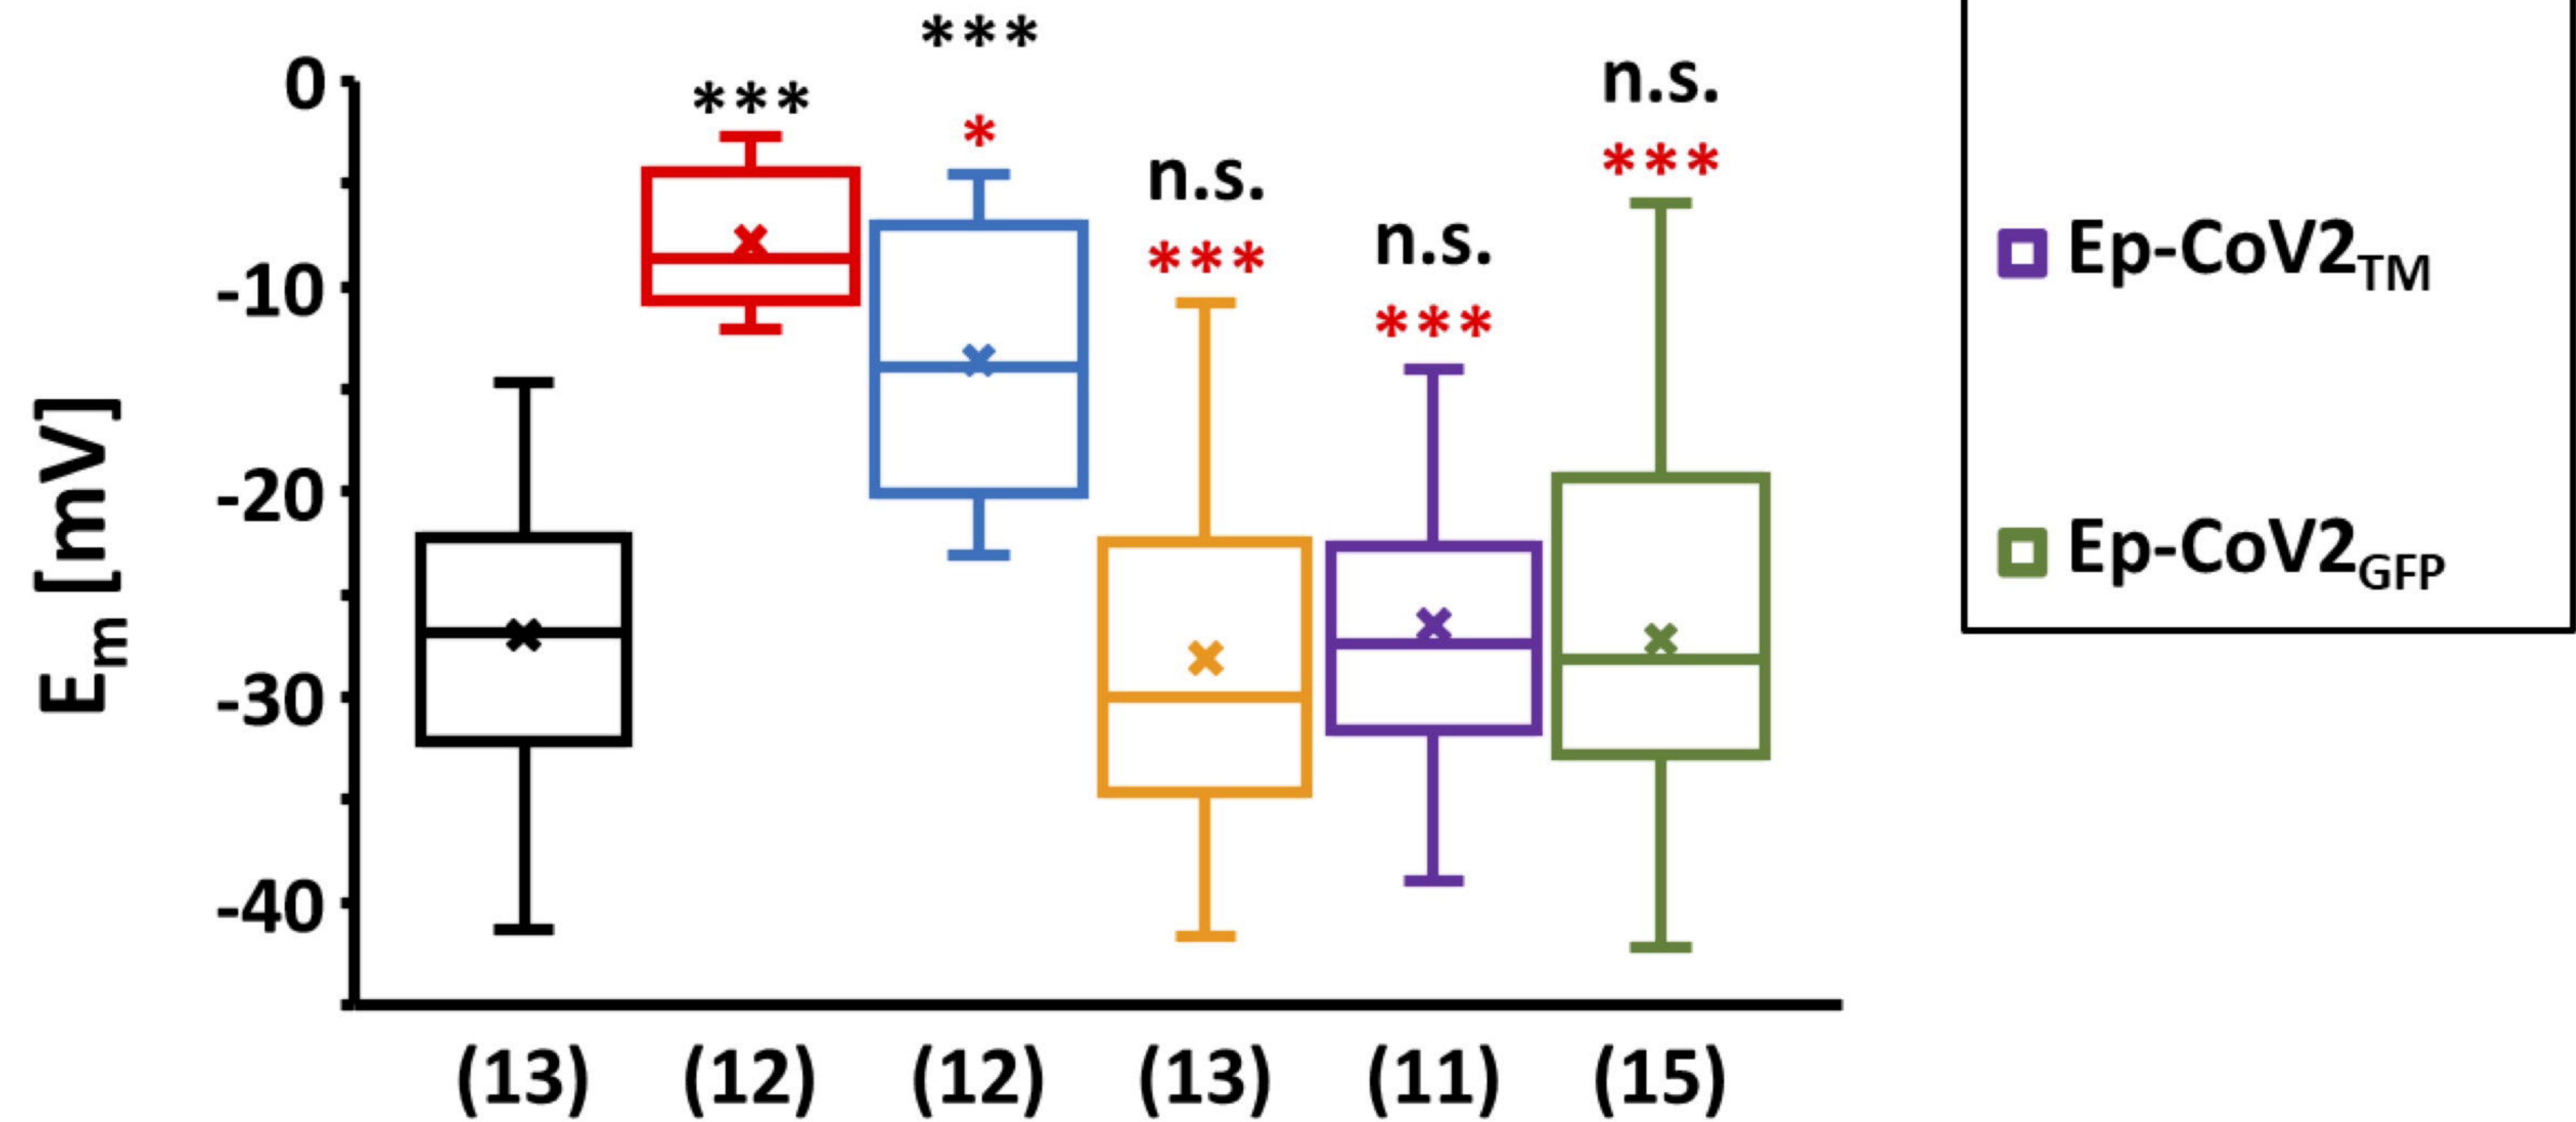 ***
0
***
n.s.
*
***
n.s.
***
n.s.
***
-10
-20
-30
-40
Em [mV]
(13) (12) (12) (13) (11) (15)
Ep-CoV2TM
Ep-CoV2GFP